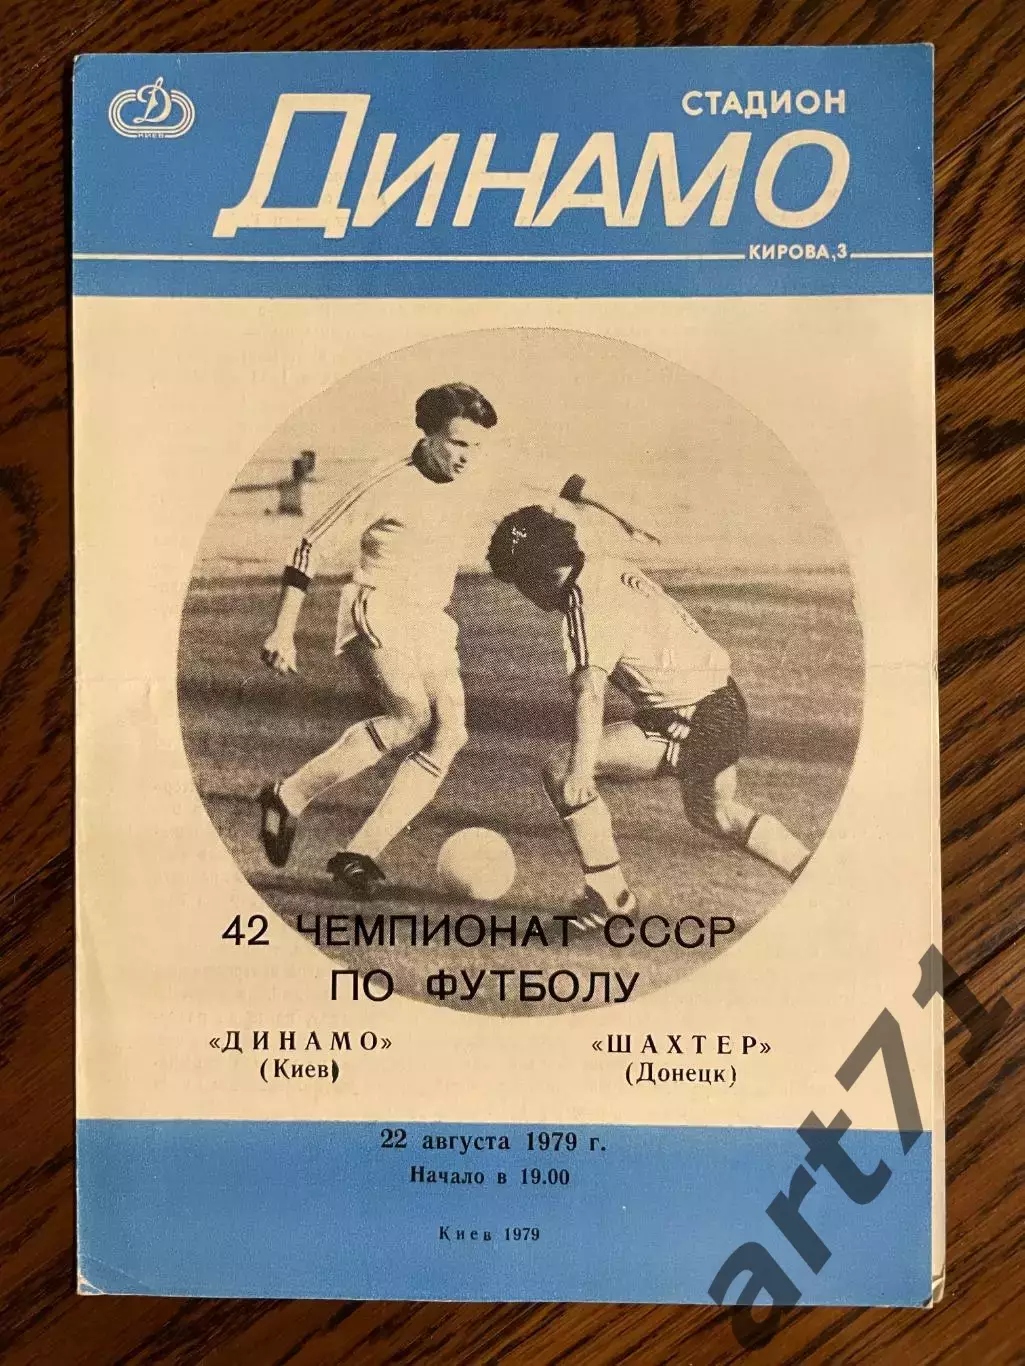 Д
КИЕВ
СТАДИОН
ДИНАМО
КИРОВА,3
42 ЧЕМПИОНАТ СССР
ПО ФУТБОЛУ
«ДИНАМО»
(Киев)
«ШАХТЕР»
(Донецк)
22 августа 1979 г.
Начало в 19.00
Киев 1979
art71